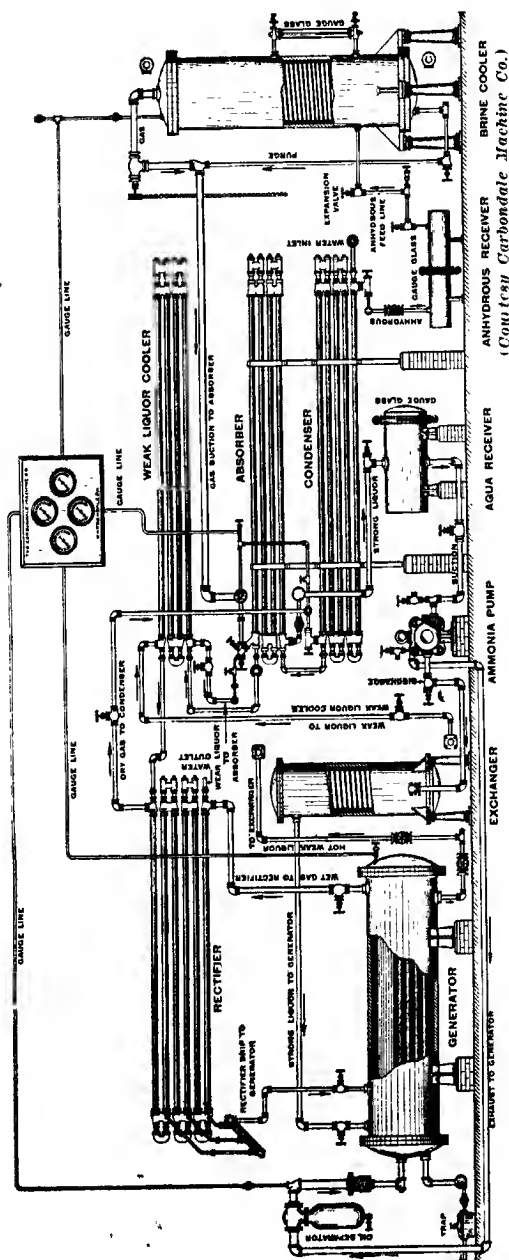 GAUGE LINE
GAUGE LINE
GAUGE LINE
GAUGE LINE
GAUGE GLASS
GAS
PURGE
WEAK LIQUOR COOLER
GAS SUCTION TO ABSORBER
EXPANSION
VALVE
ANHYDROUS
FEED LINE
GAUGE GLASS
WATER INLET
ABSORBER
CONDENSER
ANHYDROUS
DRY GAS TO CONDENSER
WATER
OUTLET
WEAK LIQUOR
TO
ABSORBER
WEAK LIQUOR TO
WEAK LIQUOR COOLER
STRONG LIQUOR
GAUGE GLASS
SUCTION
DISCHARGE
RECTIFIER
WET GAS TO RECTIFIER
HOT WEAK LIQUOR
TO EXCHANGER
STRONG LIQUOR TO GENERATOR
RECTIFIER DRIP TO
GENERATOR
GENERATOR
EXHAUST TO GENERATOR
OIL SEPARATOR
TRAP
EXCHANGER
AMMONIA PUMP
AQUA RECEIVER
ANHYDROUS RECEIVER
BRINE COOLER
(Courtesy Carbondale Machine Co.)